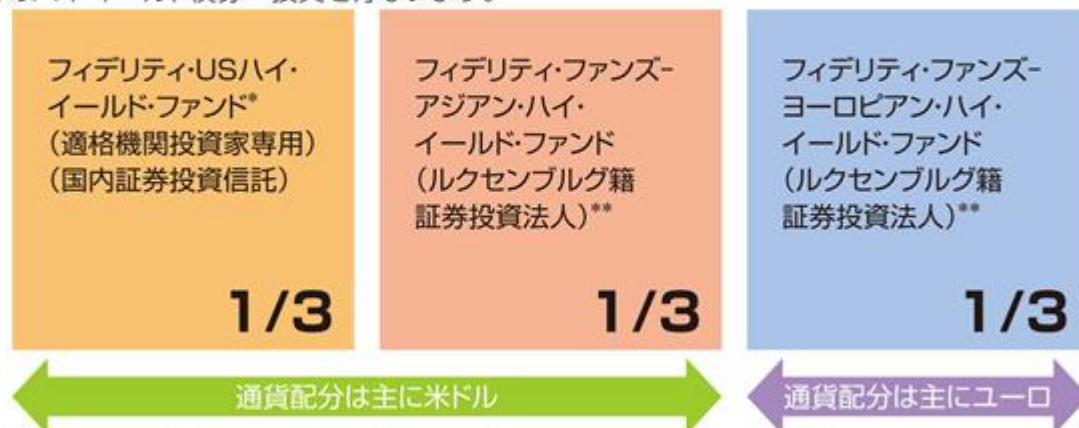 フィデリティ・USハイ・
イールド・ファンド*
(適格機関投資家専用)
(国内証券投資信託)
1/3
フィデリティ・ファンズ−
アジアン・ハイ・
イールド・ファンド
(ルクセンブルグ籍
証券投資法人)**
1/3
フィデリティ・ファンズ−
ヨーロピアン・ハイ・
イールド・ファンド
(ルクセンブルグ籍
証券投資法人)**
1/3
通貨配分は主に米ドル
通貨配分は主にユーロ